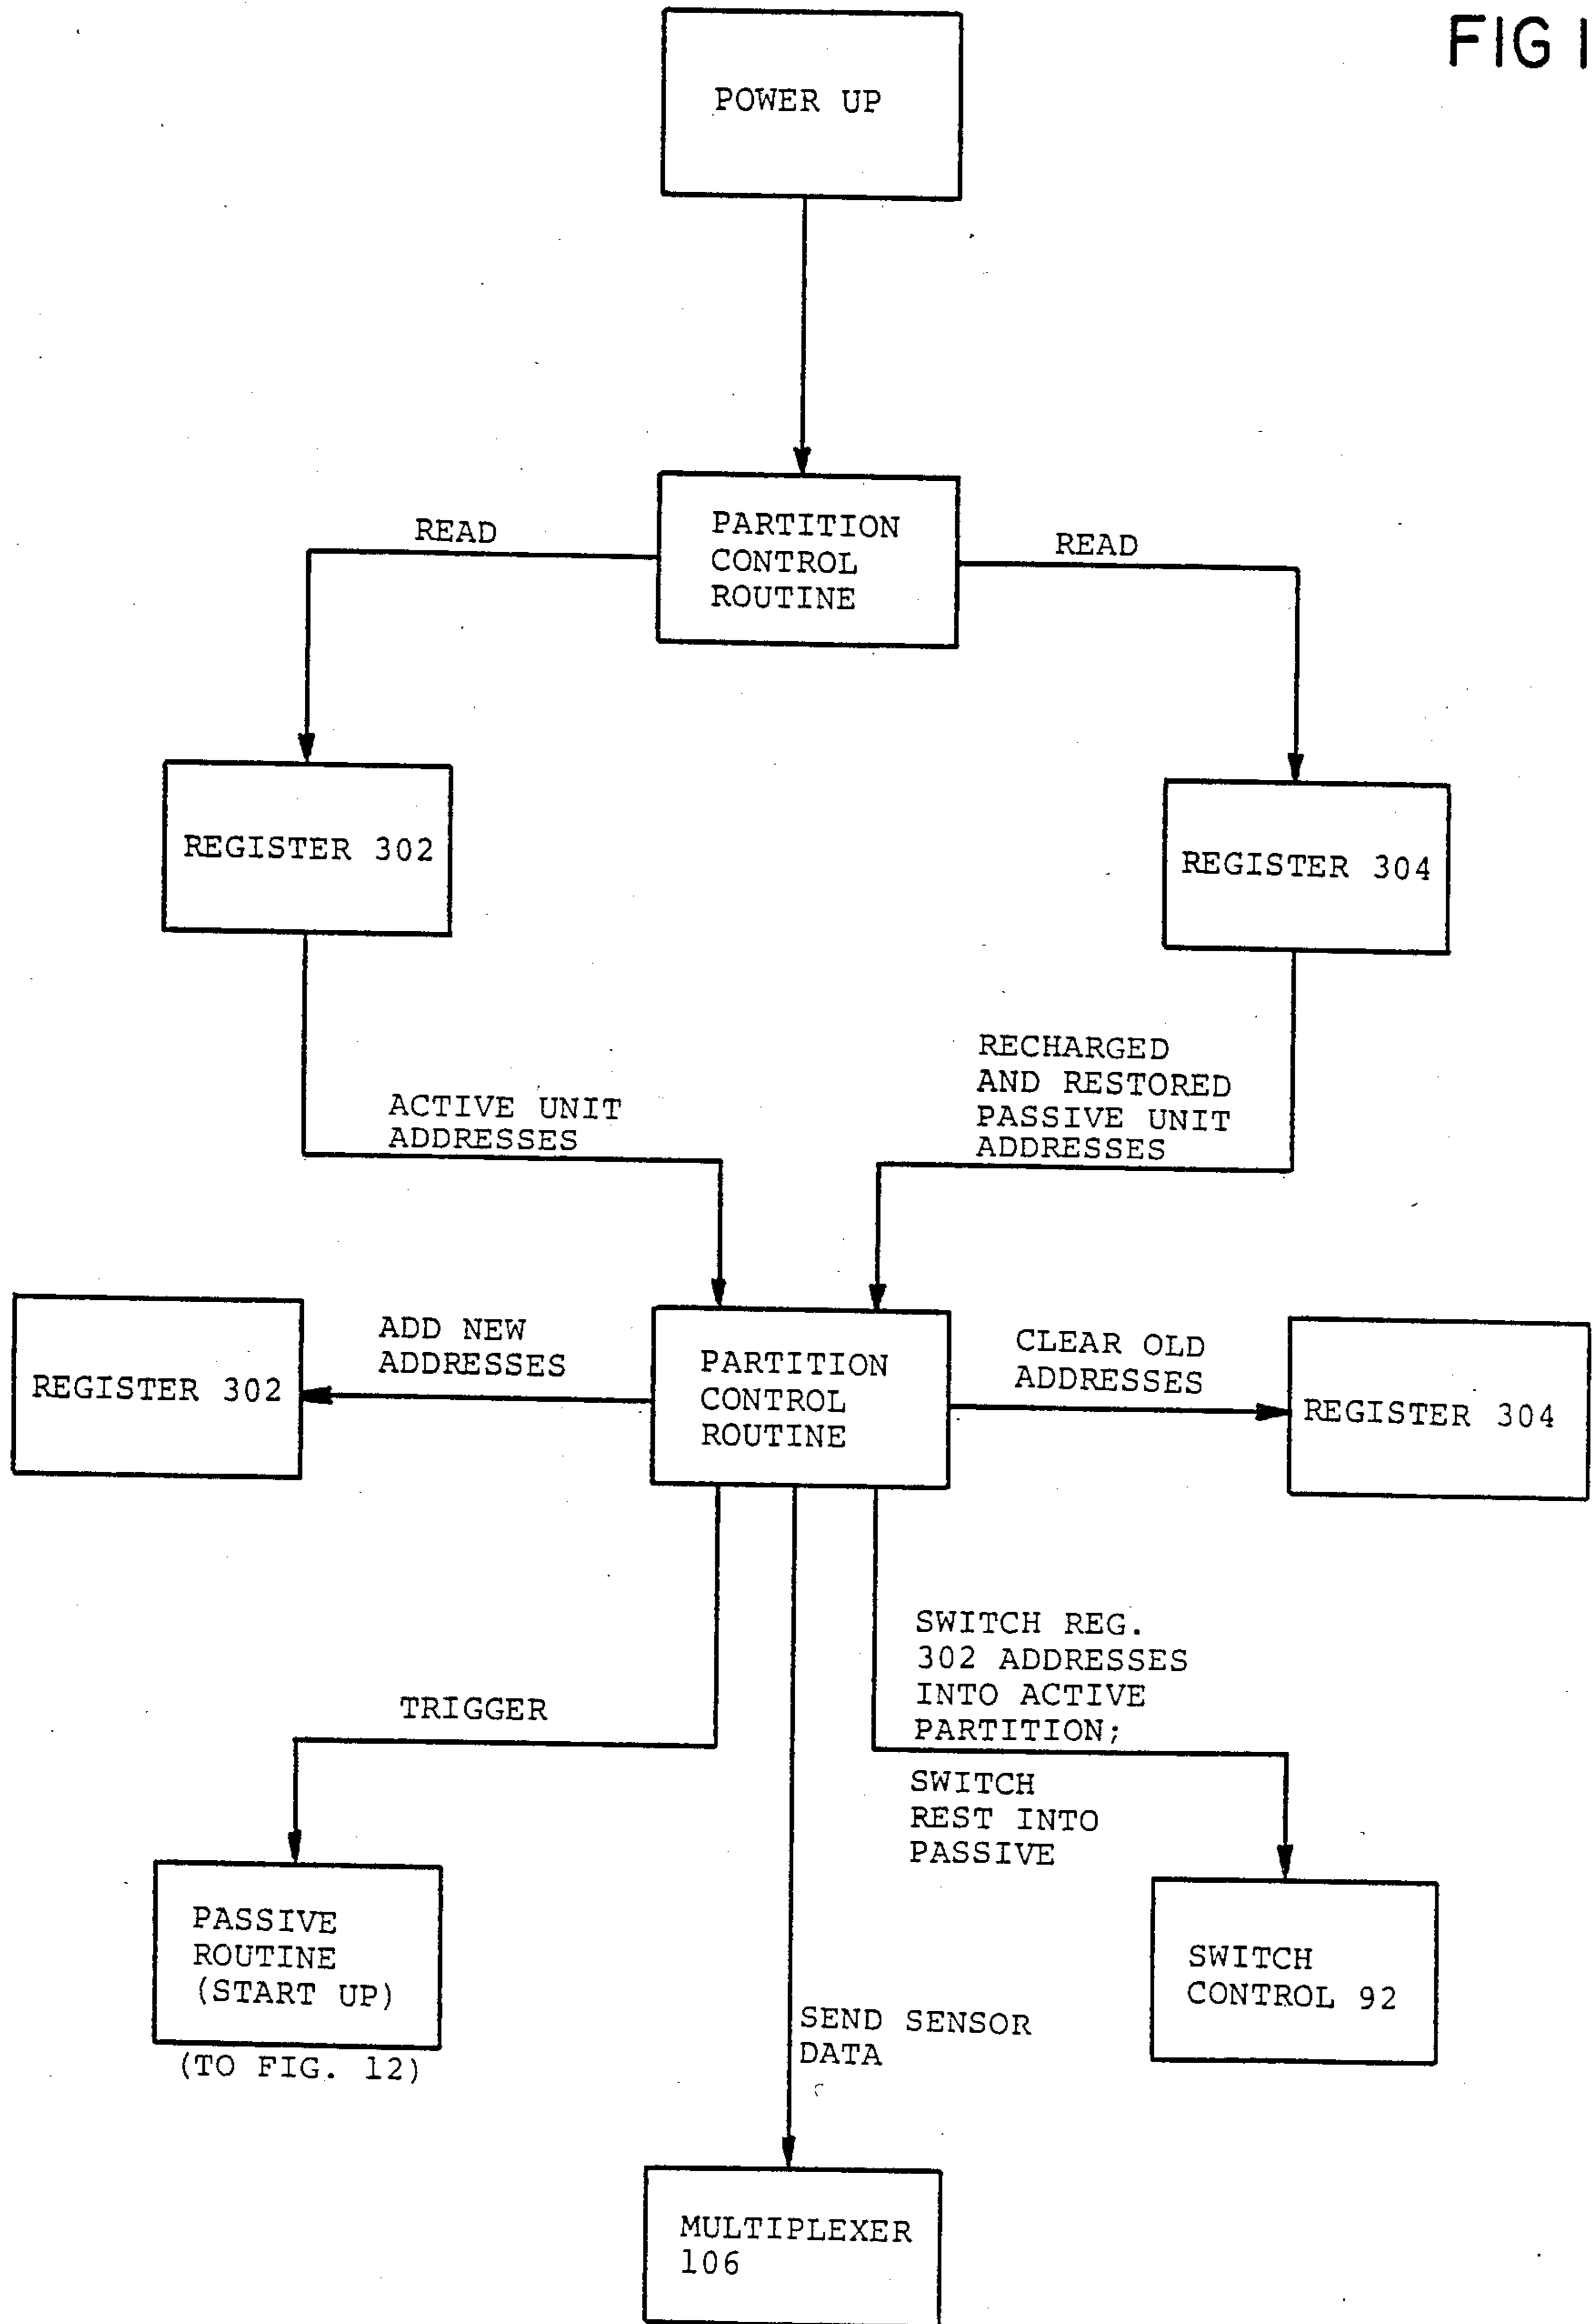 FIG 1
POWER UP
PARTITION
CONTROL
ROUTINE
READ
READ
REGISTER 302
REGISTER 304
ACTIVE UNIT
ADDRESSES
RECHARGED
AND RESTORED
PASSIVE UNIT
ADDRESSES
REGISTER 302
ADD NEW
ADDRESSES
PARTITION
CONTROL
ROUTINE
CLEAR OLD
ADDRESSES
REGISTER 304
TRIGGER
SWITCH REG.
302 ADDRESSES
INTO ACTIVE
PARTITION;
SWITCH
REST INTO
PASSIVE
PASSIVE
ROUTINE
(START UP)
(TO FIG. 12)
SEND SENSOR
DATA
SWITCH
CONTROL 92
MULTIPLEXER
106